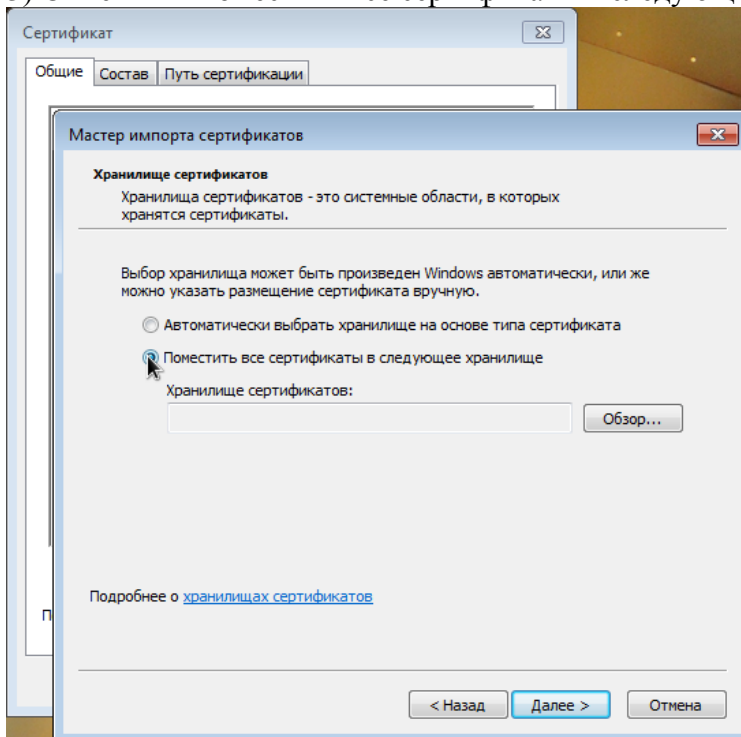 Сертификат
Общие
Состав
Путь сертификации
Мастер импорта сертификатов
Хранилище сертификатов
Хранилища сертификатов - это системные области, в которых
хранятся сертификаты.
Выбор хранилища может быть произведен Windows автоматически, или же
можно указать размещение сертификата вручную.
Автоматически выбрать хранилище на основе типа сертификата
Поместить все сертификаты в следующее хранилище
Хранилище сертификатов:
Обзор...
Подробнее о хранилищах сертификатов
< Назад
Далее >
Отмена